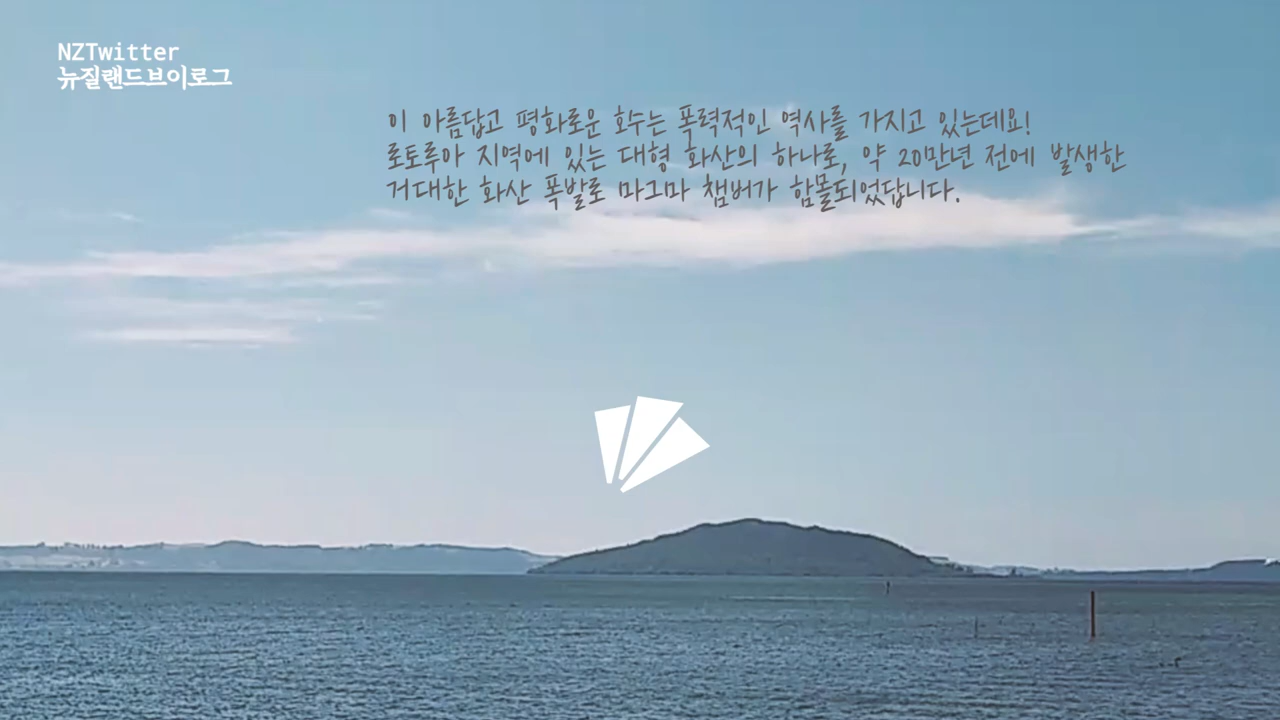 NZTwitter
뉴질랜드브이로그
이 아름답고 평화로운 호수는 폭력적인 역사를 가지고 있는데요!
로토루아 지역에 있는 대형 화산의 하나로, 약 20만년 전에 발생한
거대한 화산 폭발로 마그마 챔버가 함몰되었답니다.